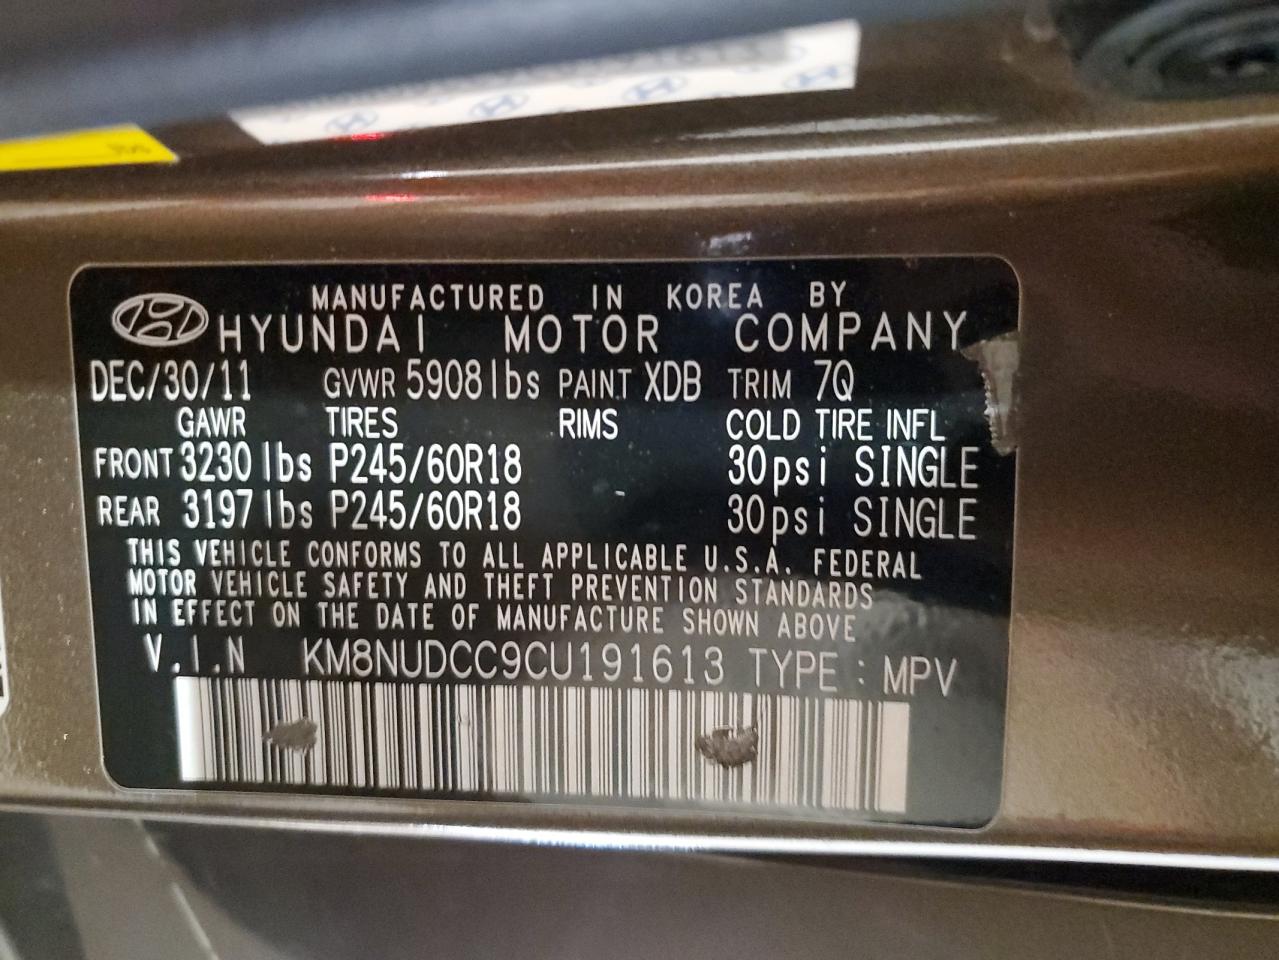 MANUFACTURED IN KOREA BY
HYUNDAI MOTOR COMPANY
DEC/30/11 GVWR 5908lbs PAINT XDB TRIM 7Q
GAWR TIRES RIMS COLD TIRE INFL
FRONT 3230 lbs P245/60R18 30psi SINGLE
REAR 3197 lbs P245/60R18 30psi SINGLE
THIS VEHICLE CONFORMS TO ALL APPLICABLE U.S.A. FEDERAL
MOTOR VEHICLE SAFETY AND THEFT PREVENTION STANDARDS
IN EFFECT ON THE DATE OF MANUFACTURE SHOWN ABOVE
V.I.N KM8NUDCC9CU191613 TYPE : MPV